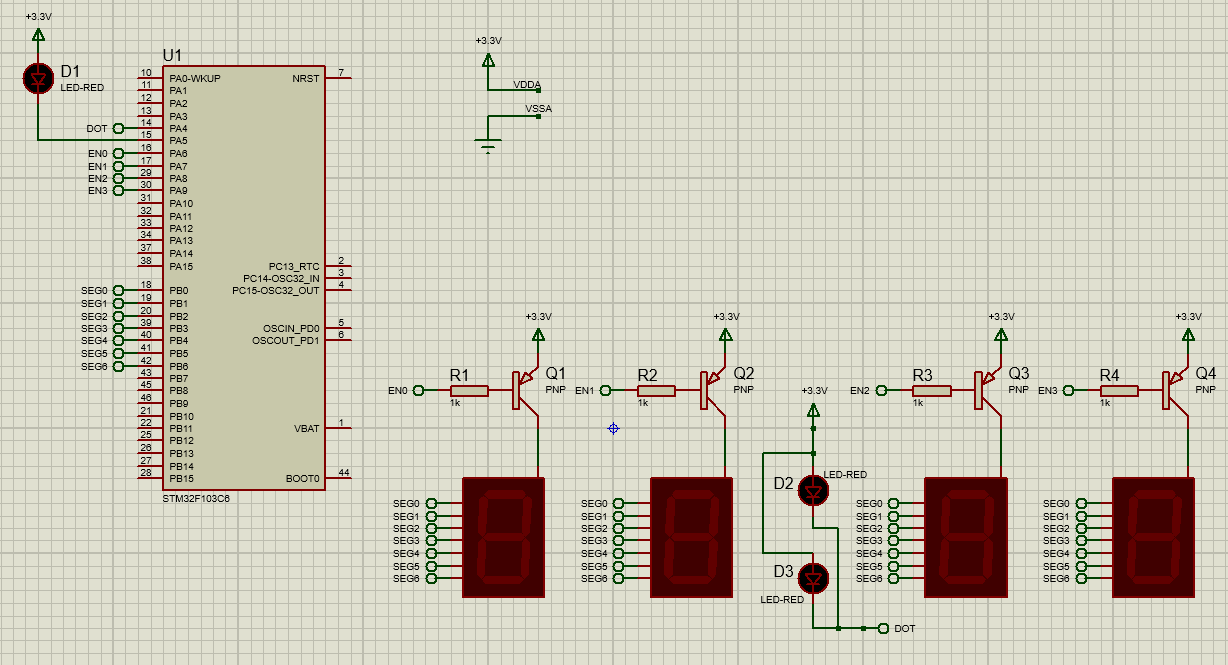 +3.3V
D1
LED-RED
U1
10 PA0-WKUP
11 PA1
12 PA2
13 PA3
DOT 14 PA4
15 PA5
EN0 16 PA6
EN1 17 PA7
EN2 29 PA8
EN3 30 PA9
31 PA10
32 PA11
33 PA12
34 PA13
37 PA14
38 PA15
SEG0 18 PB0
SEG1 19 PB1
SEG2 20 PB2
SEG3 39 PB3
SEG4 40 PB4
SEG5 41 PB5
SEG6 42 PB6
43 PB7
45 PB8
46 PB9
21 PB10
22 PB11
25 PB12
26 PB13
27 PB14
28 PB15
NRST 7
PC13_RTC 2
PC14-OSC32_IN 3
PC15-OSC32_OUT 4
OSCIN_PD0 5
OSCOUT_PD1 6
VBAT 1
BOOT0 44
STM32F103C6
+3.3V
VDDA
VSSA
+3.3V
EN0 R1 1k
Q1
PNP
SEG0
SEG1
SEG2
SEG3
SEG4
SEG5
SEG6
+3.3V
EN1 R2 1k
Q2
PNP
SEG0
SEG1
SEG2
SEG3
SEG4
SEG5
SEG6
+3.3V
D2
LED-RED
D3
LED-RED
DOT
+3.3V
EN2 R3 1k
Q3
PNP
SEG0
SEG1
SEG2
SEG3
SEG4
SEG5
SEG6
+3.3V
EN3 R4 1k
Q4
PNP
SEG0
SEG1
SEG2
SEG3
SEG4
SEG5
SEG6